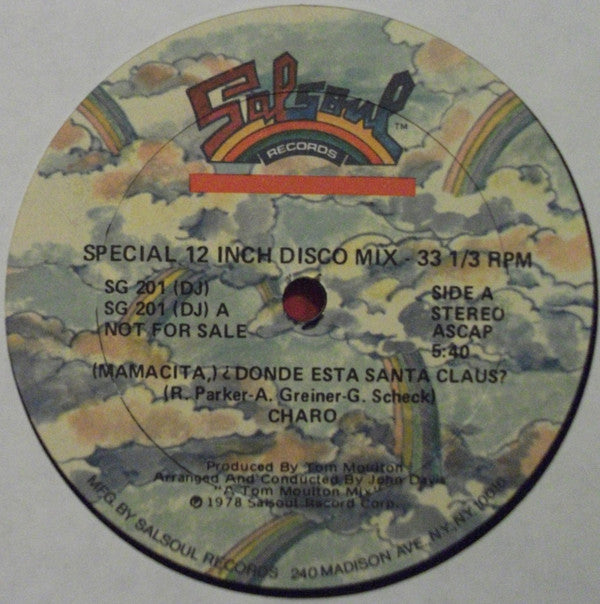 Salsoul™
RECORDS
SPECIAL 12 INCH DISCO MIX - 33 1/3 RPM
SG 201 (DJ)
SG 201 (DJ) A
NOT FOR SALE
SIDE A
STEREO
ASCAP
5:40
(MAMACITA,) ¿DONDE ESTA SANTA CLAUS?
(R. Parker-A. Greiner-G. Scheck)
CHARO
Produced By Tom Moulton
Arranged And Conducted By John Davis
"A Tom Moulton Mix"
℗ 1978 Salsoul Record Corp.
MFG. BY SALSOUL RECORDS 240 MADISON AVE. N.Y. NY 10016